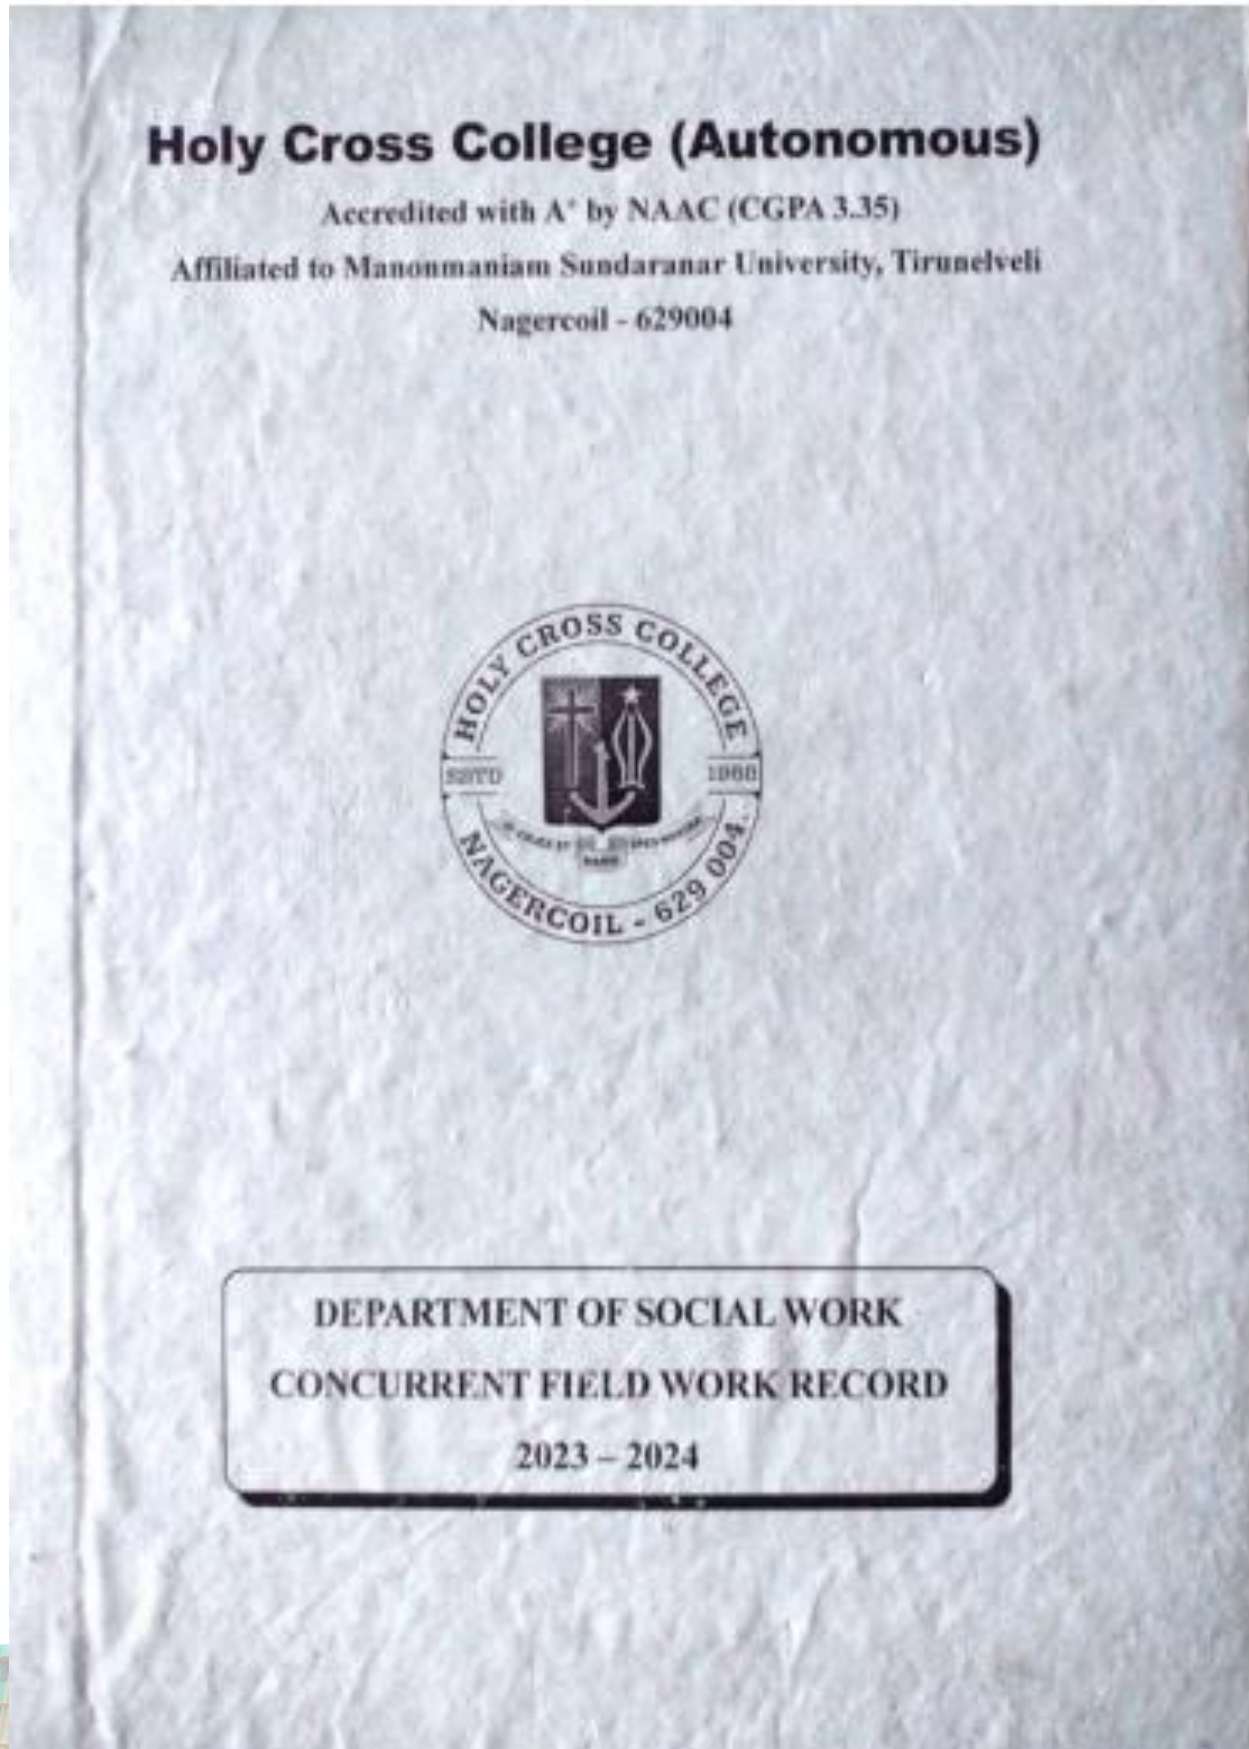 Holy Cross College (Autonomous)
Accredited with A+ by NAAC (CGPA 3.35)
Affiliated to Manonmaniam Sundaranar University, Tirunelveli
Nagercoil - 629004
HOLY CROSS COLLEGE
ESTD
NAGERCOIL - 629 004.
DEPARTMENT OF SOCIAL WORK
CONCURRENT FIELD WORK RECORD
2023 – 2024